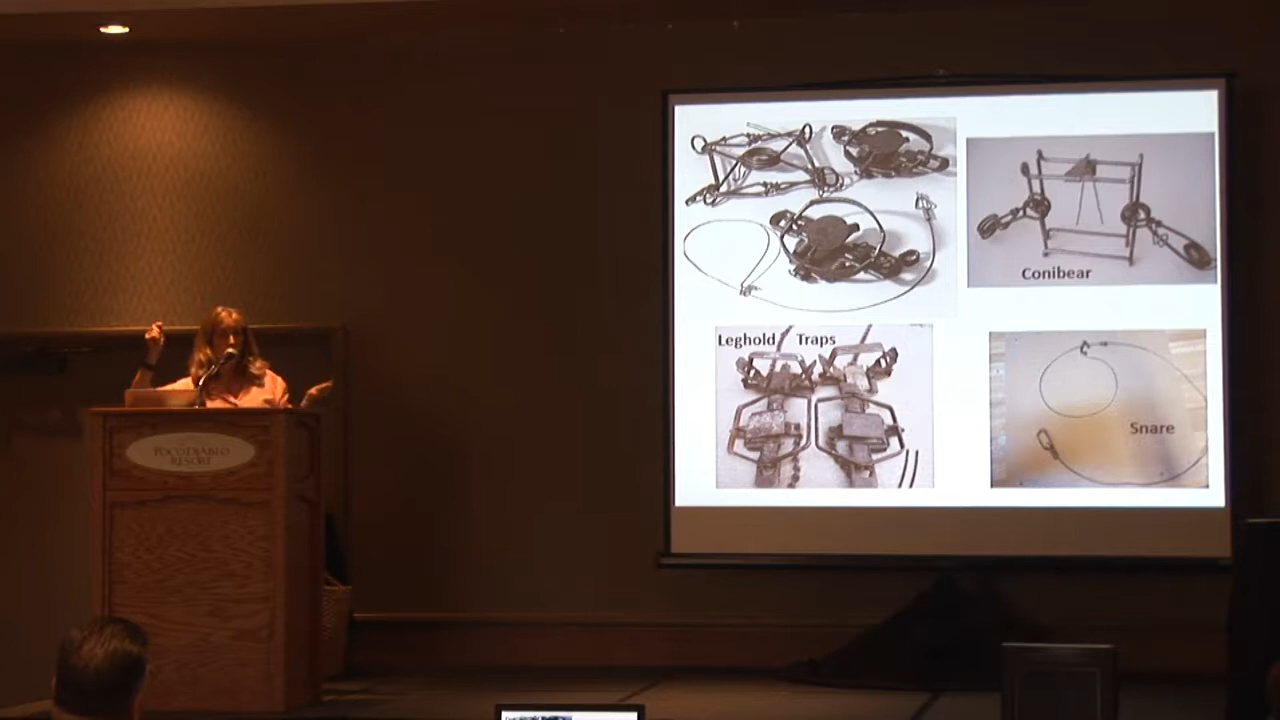 POCO DIABLO
RESORT
Conibear
Leghold Traps
Snare